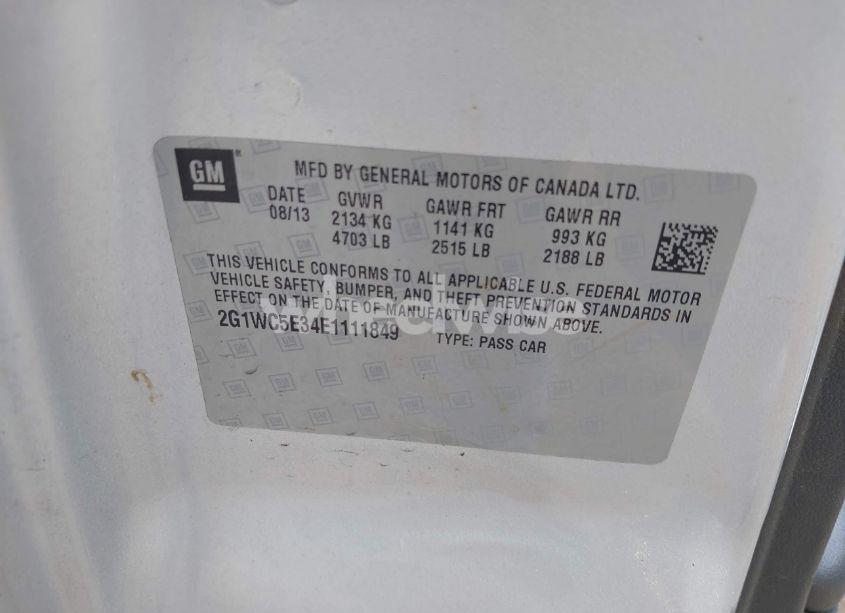 GM
MFD BY GENERAL MOTORS OF CANADA LTD.
DATE GVWR GAWR FRT GAWR RR
08/13 2134 KG 1141 KG 993 KG
4703 LB 2515 LB 2188 LB
THIS VEHICLE CONFORMS TO ALL APPLICABLE U.S. FEDERAL MOTOR
VEHICLE SAFETY, BUMPER, AND THEFT PREVENTION STANDARDS IN
EFFECT ON THE DATE OF MANUFACTURE SHOWN ABOVE.
2G1WC5E34E1111849 TYPE: PASS CAR